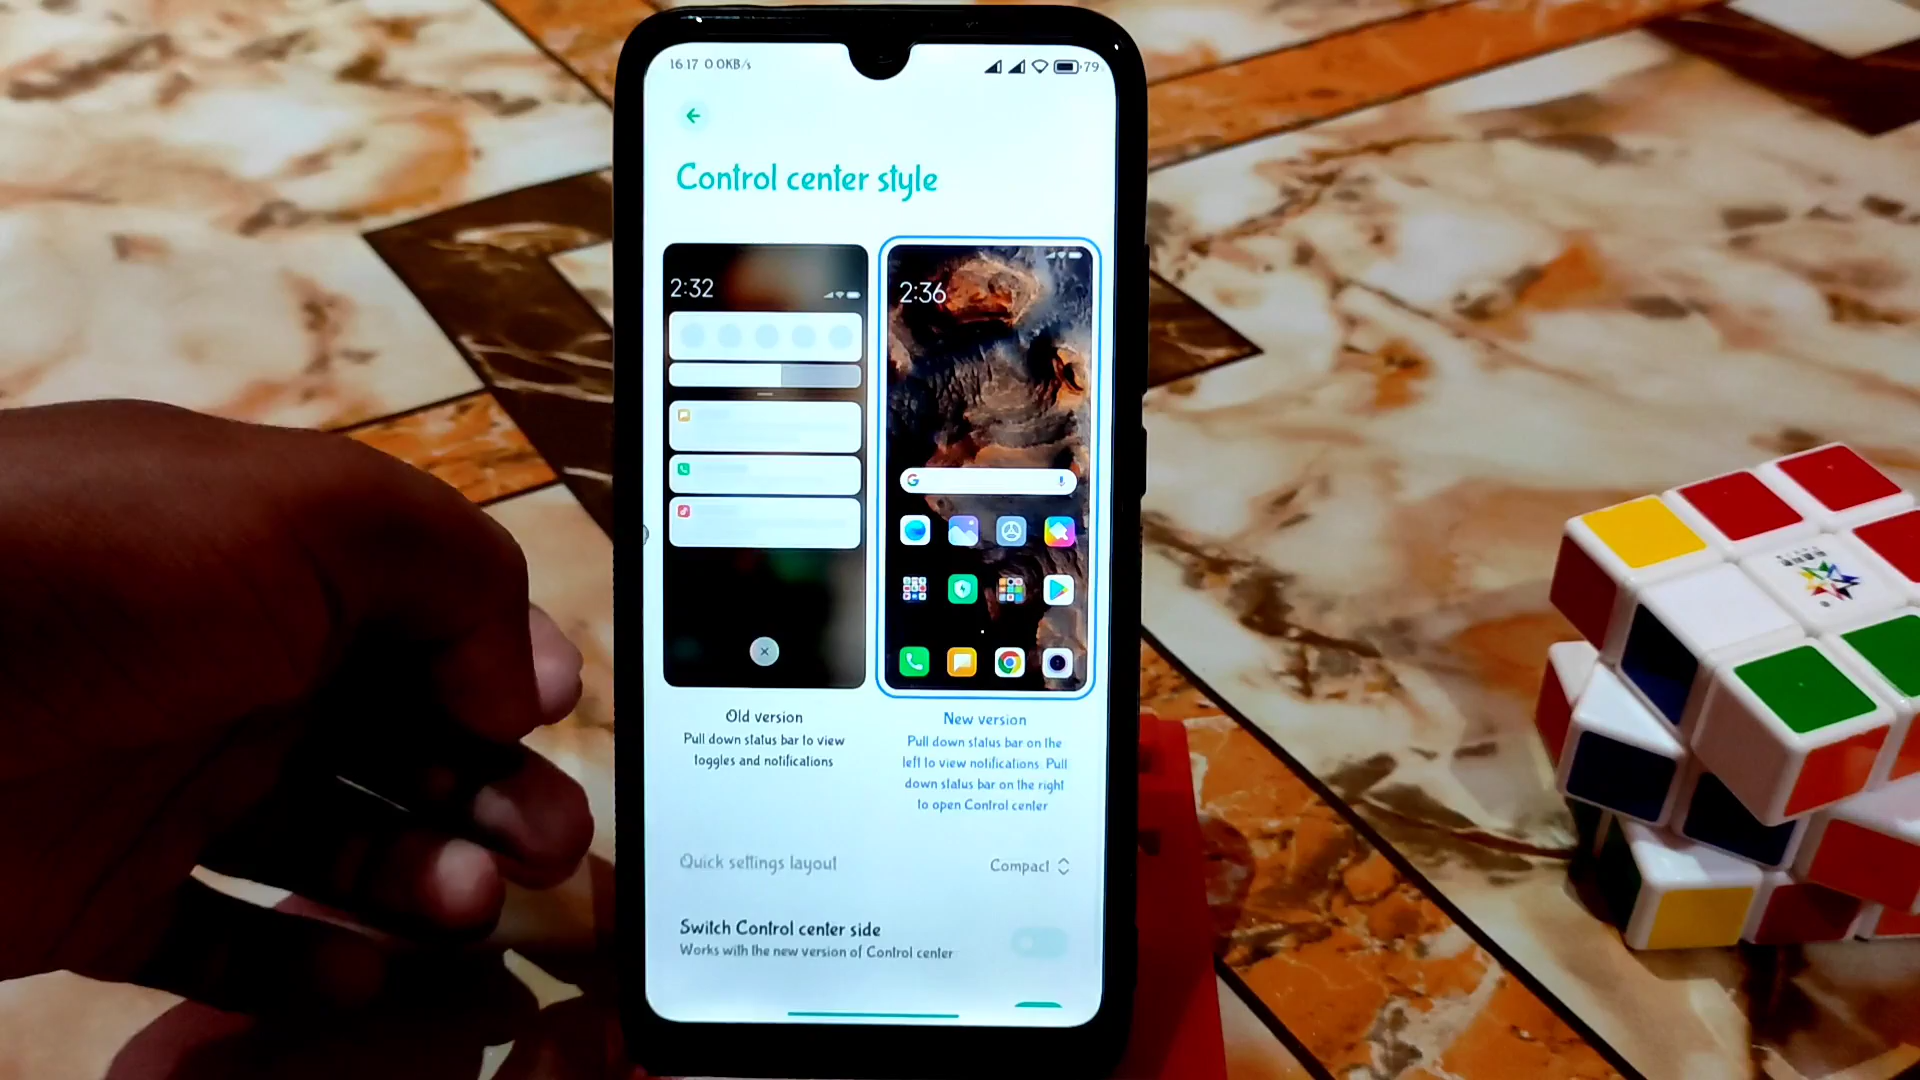 16:17 0.0KB/s
79
Control center style
2:32
2:36
Old version
Pull down status bar to view
toggles and notifications
New version
Pull down status bar on the
left to view notifications. Pull
down status bar on the right
to open Control center
Quick settings layout
Compact
Switch Control center side
Works with the new version of Control center